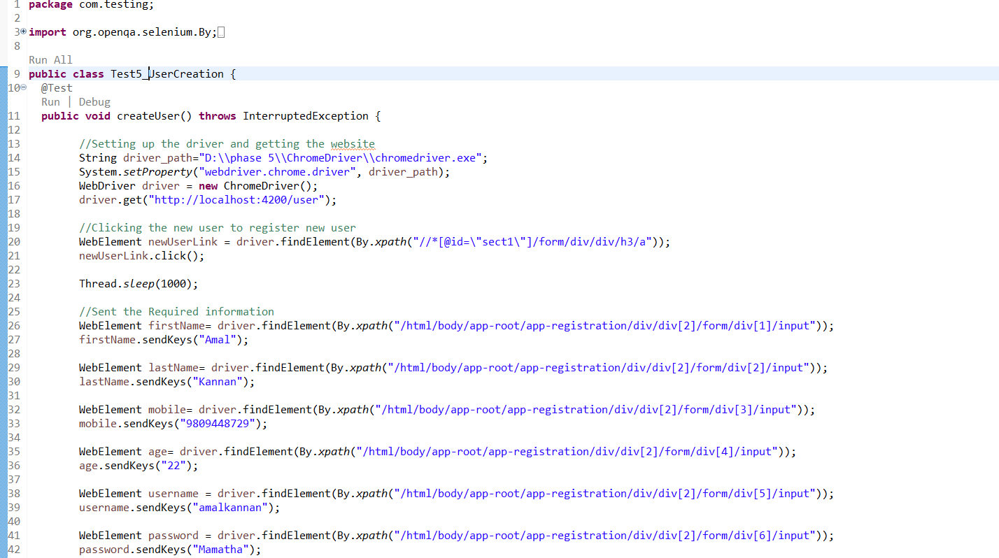 1 package com.testing;
2
3 import org.openqa.selenium.By;
8
Run All
9 public class Test5_UserCreation {
10 @Test
Run | Debug
11 public void createUser() throws InterruptedException {
12
13 //Setting up the driver and getting the website
14 String driver_path="D:\\phase 5\\ChromeDriver\\chromedriver.exe";
15 System.setProperty("webdriver.chrome.driver", driver_path);
16 WebDriver driver = new ChromeDriver();
17 driver.get("http://localhost:4200/user");
18
19 //Clicking the new user to register new user
20 WebElement newUserLink = driver.findElement(By.xpath("//*[@id=\"sect1\"]/form/div/div/h3/a"));
21 newUserLink.click();
22
23 Thread.sleep(1000);
24
25 //Sent the Required information
26 WebElement firstName= driver.findElement(By.xpath("/html/body/app-root/app-registration/div/div[2]/form/div[1]/input"));
27 firstName.sendKeys("Amal");
28
29 WebElement lastName= driver.findElement(By.xpath("/html/body/app-root/app-registration/div/div[2]/form/div[2]/input"));
30 lastName.sendKeys("Kannan");
31
32 WebElement mobile= driver.findElement(By.xpath("/html/body/app-root/app-registration/div/div[2]/form/div[3]/input"));
33 mobile.sendKeys("9809448729");
34
35 WebElement age= driver.findElement(By.xpath("/html/body/app-root/app-registration/div/div[2]/form/div[4]/input"));
36 age.sendKeys("22");
37
38 WebElement username = driver.findElement(By.xpath("/html/body/app-root/app-registration/div/div[2]/form/div[5]/input"));
39 username.sendKeys("amalkannan");
40
41 WebElement password = driver.findElement(By.xpath("/html/body/app-root/app-registration/div/div[2]/form/div[6]/input"));
42 password.sendKeys("Mamatha");